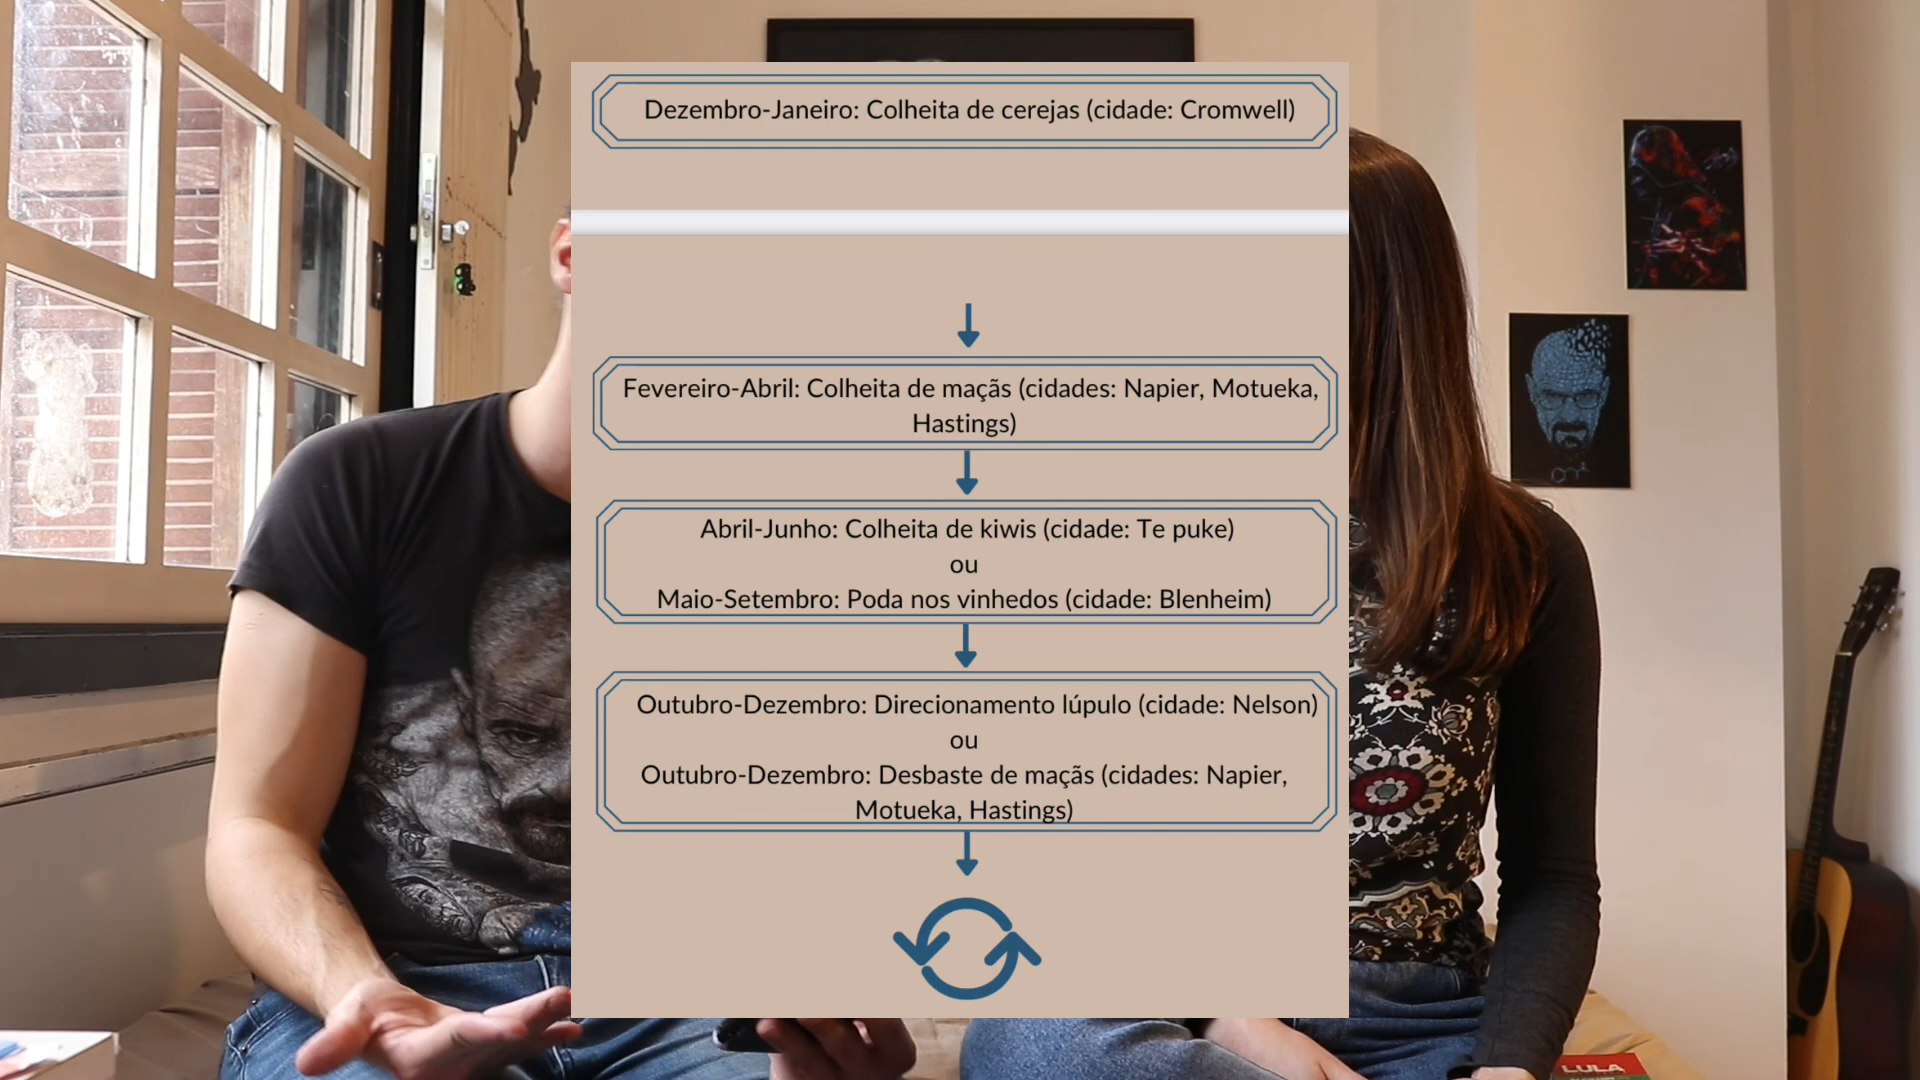 Dezembro-Janeiro: Colheita de cerejas (cidade: Cromwell)
Fevereiro-Abril: Colheita de maçãs (cidades: Napier, Motueka,
Hastings)
Abril-Junho: Colheita de kiwis (cidade: Te puke)
ou
Maio-Setembro: Poda nos vinhedos (cidade: Blenheim)
Outubro-Dezembro: Direcionamento lúpulo (cidade: Nelson)
ou
Outubro-Dezembro: Desbaste de maçãs (cidades: Napier,
Motueka, Hastings)
LULA